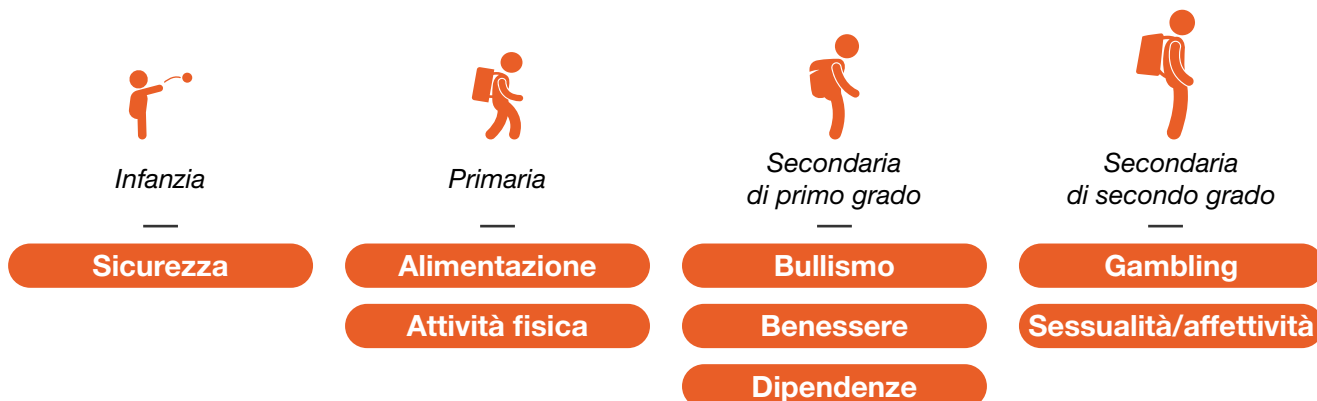 Infanzia
Primaria
Secondaria
di primo grado
Secondaria
di secondo grado
Sicurezza
Alimentazione
Bullismo
Gambling
Attività fisica
Benessere
Sessualità/affettività
Dipendenze